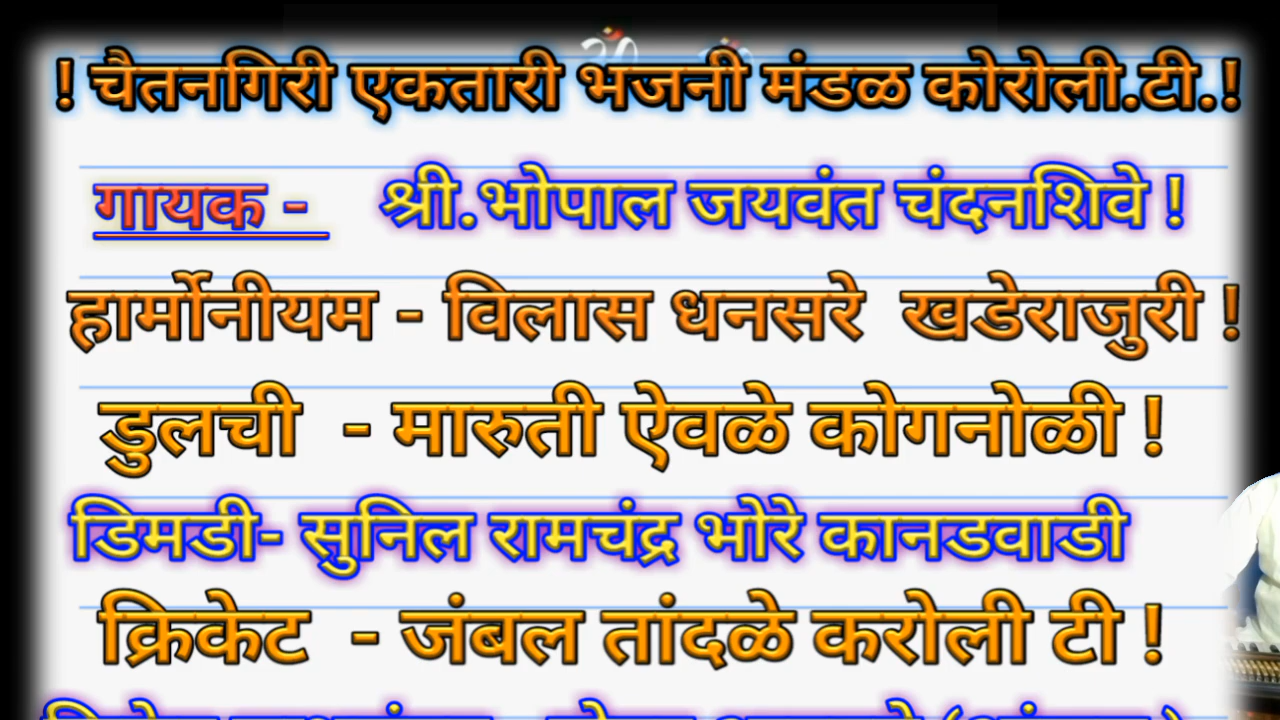 ! चैतनगिरी एकतारी भजनी मंडळ कोरोली.टी.!
गायक - श्री.भोपाल जयवंत चंदनशिवे !
हार्मोनीयम - विलास धनसरे खडेराजुरी !
डुलची - मारुती ऐवळे कोगनोळी !
डिमडी- सुनिल रामचंद्र भोरे कानडवाडी
क्रिकेट - जंबल तांदळे करोली टी !